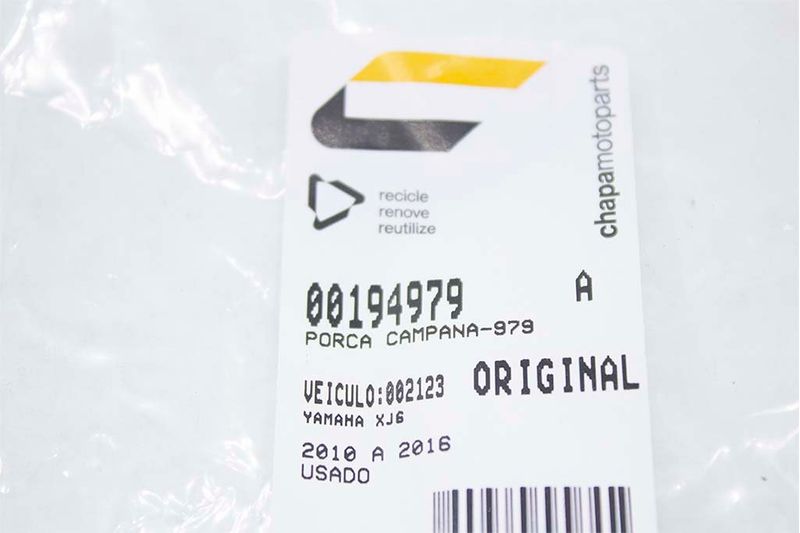 chapamotoparts
recicle
renove
reutilize
00194979 A
PORCA CAMPANA-979
VEICULO:002123 ORIGINAL
YAMAHA XJ6
2010 A 2016
USADO